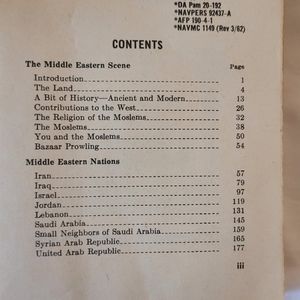 *DA Pam 20-192
*NAVPERS 92437-A
*AFP 190-4-1
*NAVMC 1149 (Rev 3/62)
CONTENTS
The Middle Eastern Scene Page
Introduction 1
The Land 4
A Bit of History—Ancient and Modern 13
Contributions to the West 26
The Religion of the Moslems 32
The Moslems 38
You and the Moslems 50
Bazaar Prowling 54
Middle Eastern Nations
Iran 57
Iraq 79
Israel 97
Jordan 119
Lebanon 131
Saudi Arabia 145
Small Neighbors of Saudi Arabia 159
Syrian Arab Republic 165
United Arab Republic 177
iii